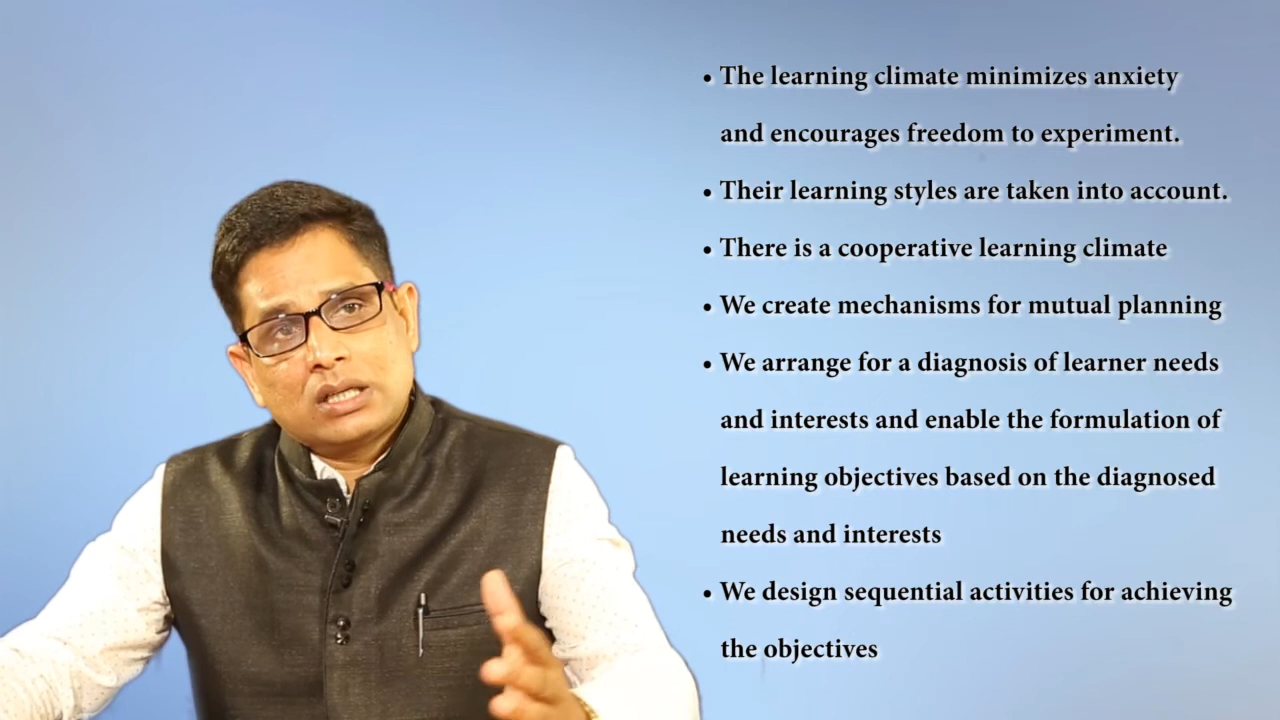 • The learning climate minimizes anxiety
and encourages freedom to experiment.
• Their learning styles are taken into account.
• There is a cooperative learning climate
• We create mechanisms for mutual planning
• We arrange for a diagnosis of learner needs
and interests and enable the formulation of
learning objectives based on the diagnosed
needs and interests
• We design sequential activities for achieving
the objectives